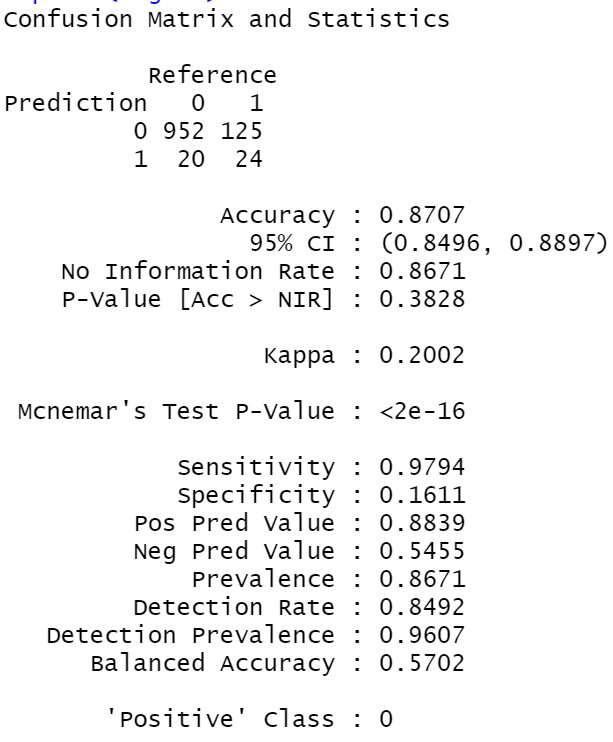 Confusion Matrix and Statistics
Reference
Prediction 0 1
0 952 125
1 20 24
Accuracy : 0.8707
95% CI : (0.8496, 0.8897)
No Information Rate : 0.8671
P-Value [Acc > NIR] : 0.3828
Kappa : 0.2002
Mcnemar's Test P-Value : <2e-16
Sensitivity : 0.9794
Specificity : 0.1611
Pos Pred Value : 0.8839
Neg Pred Value : 0.5455
Prevalence : 0.8671
Detection Rate : 0.8492
Detection Prevalence : 0.9607
Balanced Accuracy : 0.5702
'Positive' Class : 0